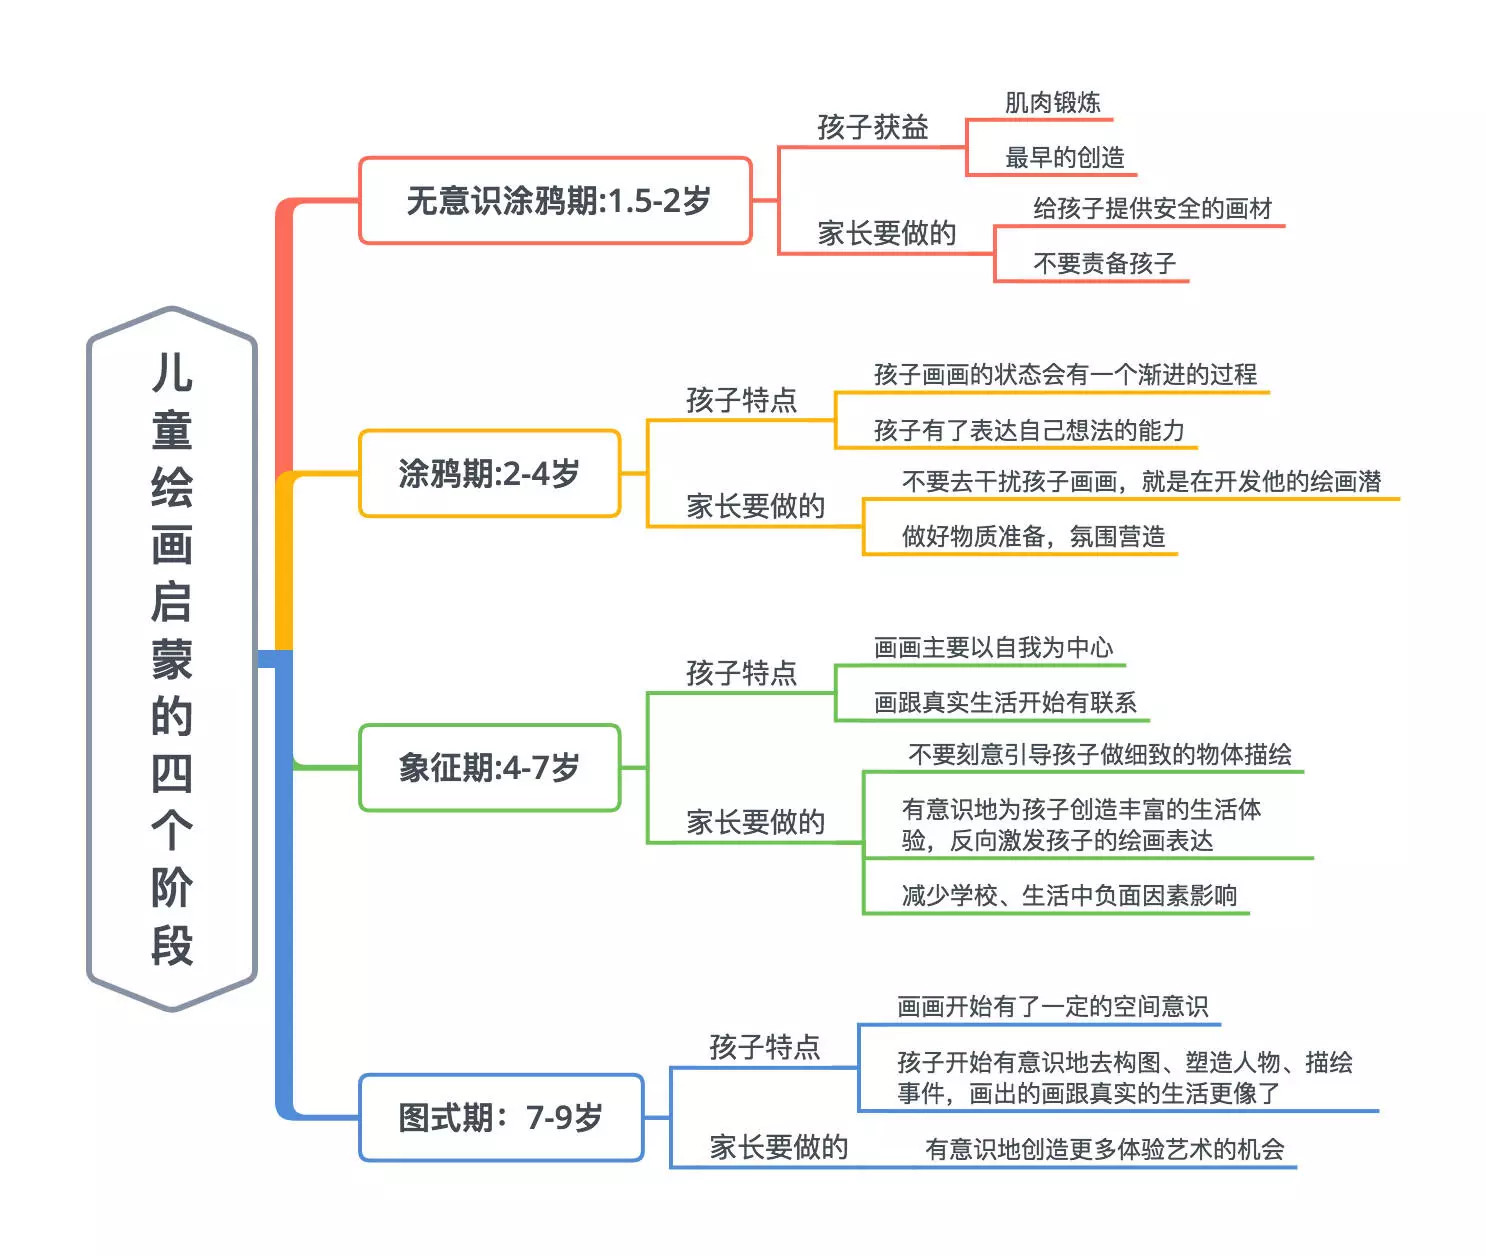 儿童绘画启蒙的四个阶段
无意识涂鸦期:1.5-2岁
孩子获益
肌肉锻炼
最早的创造
家长要做的
给孩子提供安全的画材
不要责备孩子
涂鸦期:2-4岁
孩子特点
孩子画画的状态会有一个渐进的过程
孩子有了表达自己想法的能力
家长要做的
不要去干扰孩子画画，就是在开发他的绘画潜
做好物质准备，氛围营造
象征期:4-7岁
孩子特点
画画主要以自我为中心
画跟真实生活开始有联系
家长要做的
不要刻意引导孩子做细致的物体描绘
有意识地为孩子创造丰富的生活体
验，反向激发孩子的绘画表达
减少学校、生活中负面因素影响
图式期：7-9岁
孩子特点
画画开始有了一定的空间意识
孩子开始有意识地去构图、塑造人物、描绘
事件，画出的画跟真实的生活更像了
家长要做的
有意识地创造更多体验艺术的机会